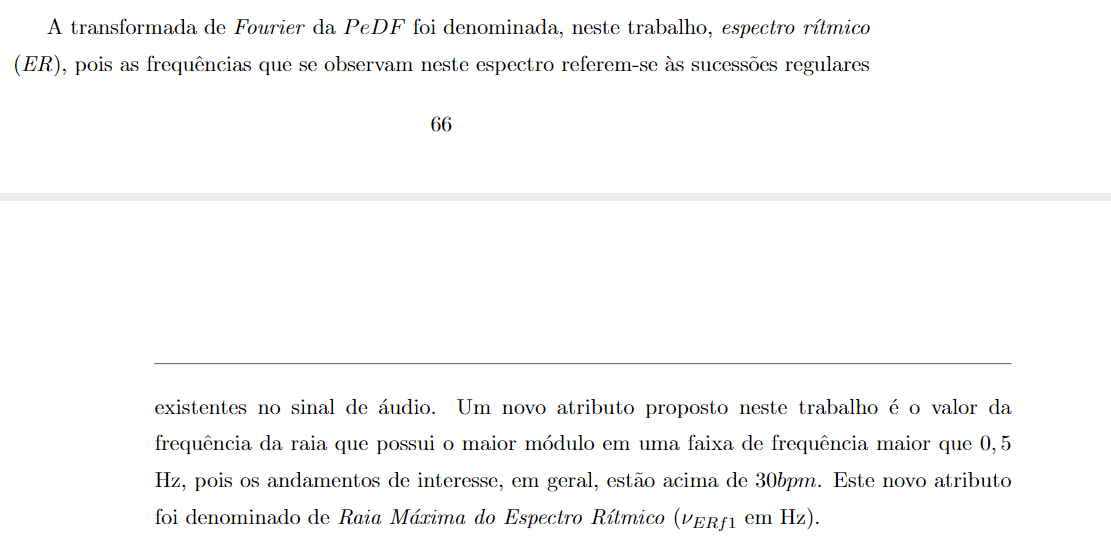 A transformada de Fourier da PeDF foi denominada, neste trabalho, espectro rítmico
(ER), pois as frequências que se observam neste espectro referem-se às sucessões regulares
66
existentes no sinal de áudio. Um novo atributo proposto neste trabalho é o valor da
frequência da raia que possui o maior módulo em uma faixa de frequência maior que 0, 5
Hz, pois os andamentos de interesse, em geral, estão acima de 30bpm. Este novo atributo
foi denominado de Raia Máxima do Espectro Rítmico (νERf1 em Hz).